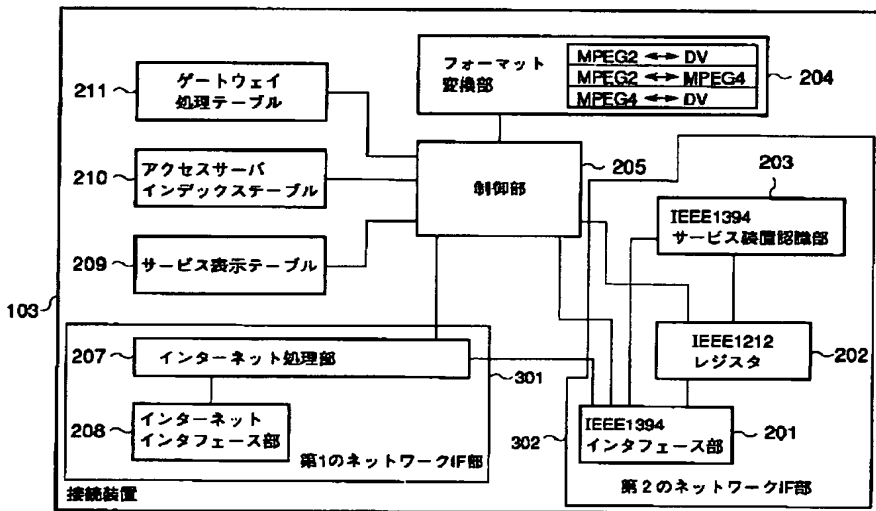 211
ゲートウェイ
処理テーブル
フォーマット
変換部
MPEG2 ↔ DV
MPEG2 ↔ MPEG4
MPEG4 ↔ DV
204
210
アクセスサーバ
インデックステーブル
制御部
205
203
IEEE1394
サービス装置認識部
209
サービス表示テーブル
103
207
インターネット処理部
301
IEEE1212
レジスタ
202
208
インターネット
インタフェース部
302
IEEE1394
インタフェース部
201
第1のネットワークIF部
第2のネットワークIF部
接続装置